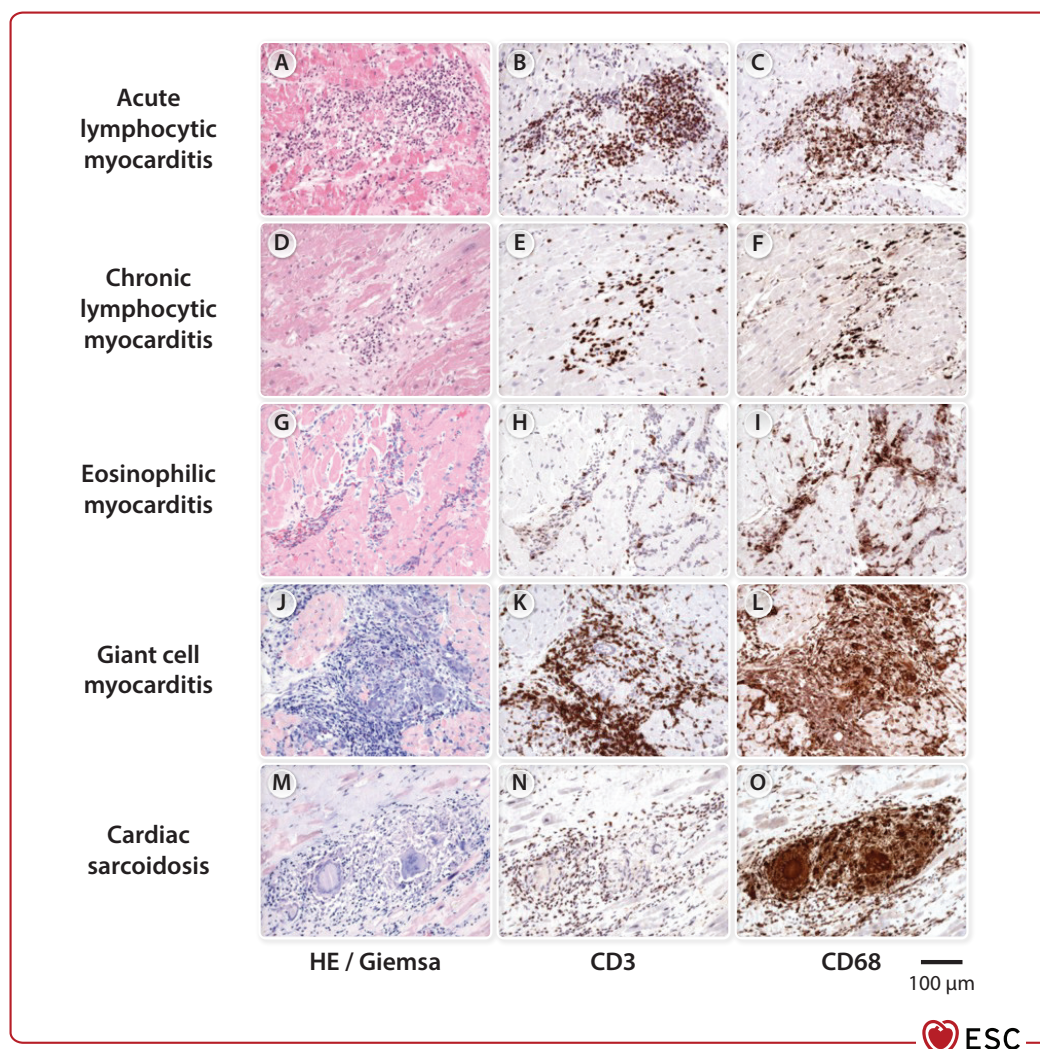 A
B
C
Acute
lymphocytic
myocarditis
D
E
F
Chronic
lymphocytic
myocarditis
G
H
I
Eosinophilic
myocarditis
J
K
L
Giant cell
myocarditis
M
N
O
Cardiac
sarcoidosis
HE / Giemsa
CD3
CD68
100 µm
ESC